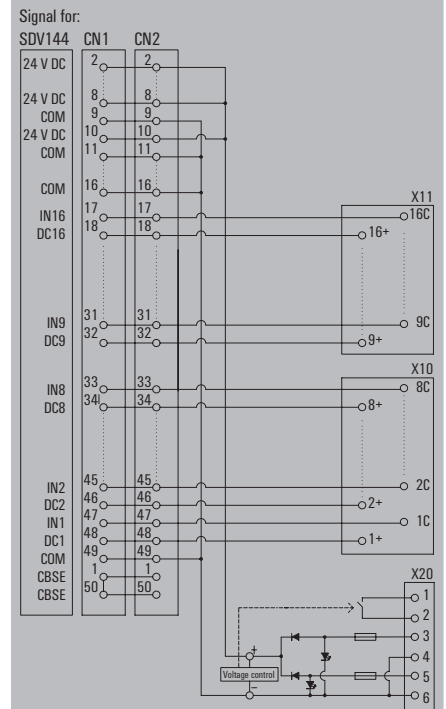 Signal for:
SDV144 CN1 CN2
24 V DC 2 2
24 V DC 8 8
COM 9 9
24 V DC 10 10
COM 11 11
COM 16 16
X11
IN16 17 17 16C
DC16 18 18 16+
IN9 31 31 9C
DC9 32 32 9+
X10
IN8 33 33 8C
DC8 34 34 8+
IN2 45 45 2C
DC2 46 46 2+
IN1 47 47 1C
DC1 48 48 1+
COM 49 49
CBSE 1 1
CBSE 50 50
X20
1
2
3
+ 4
Voltage control 5
− 6